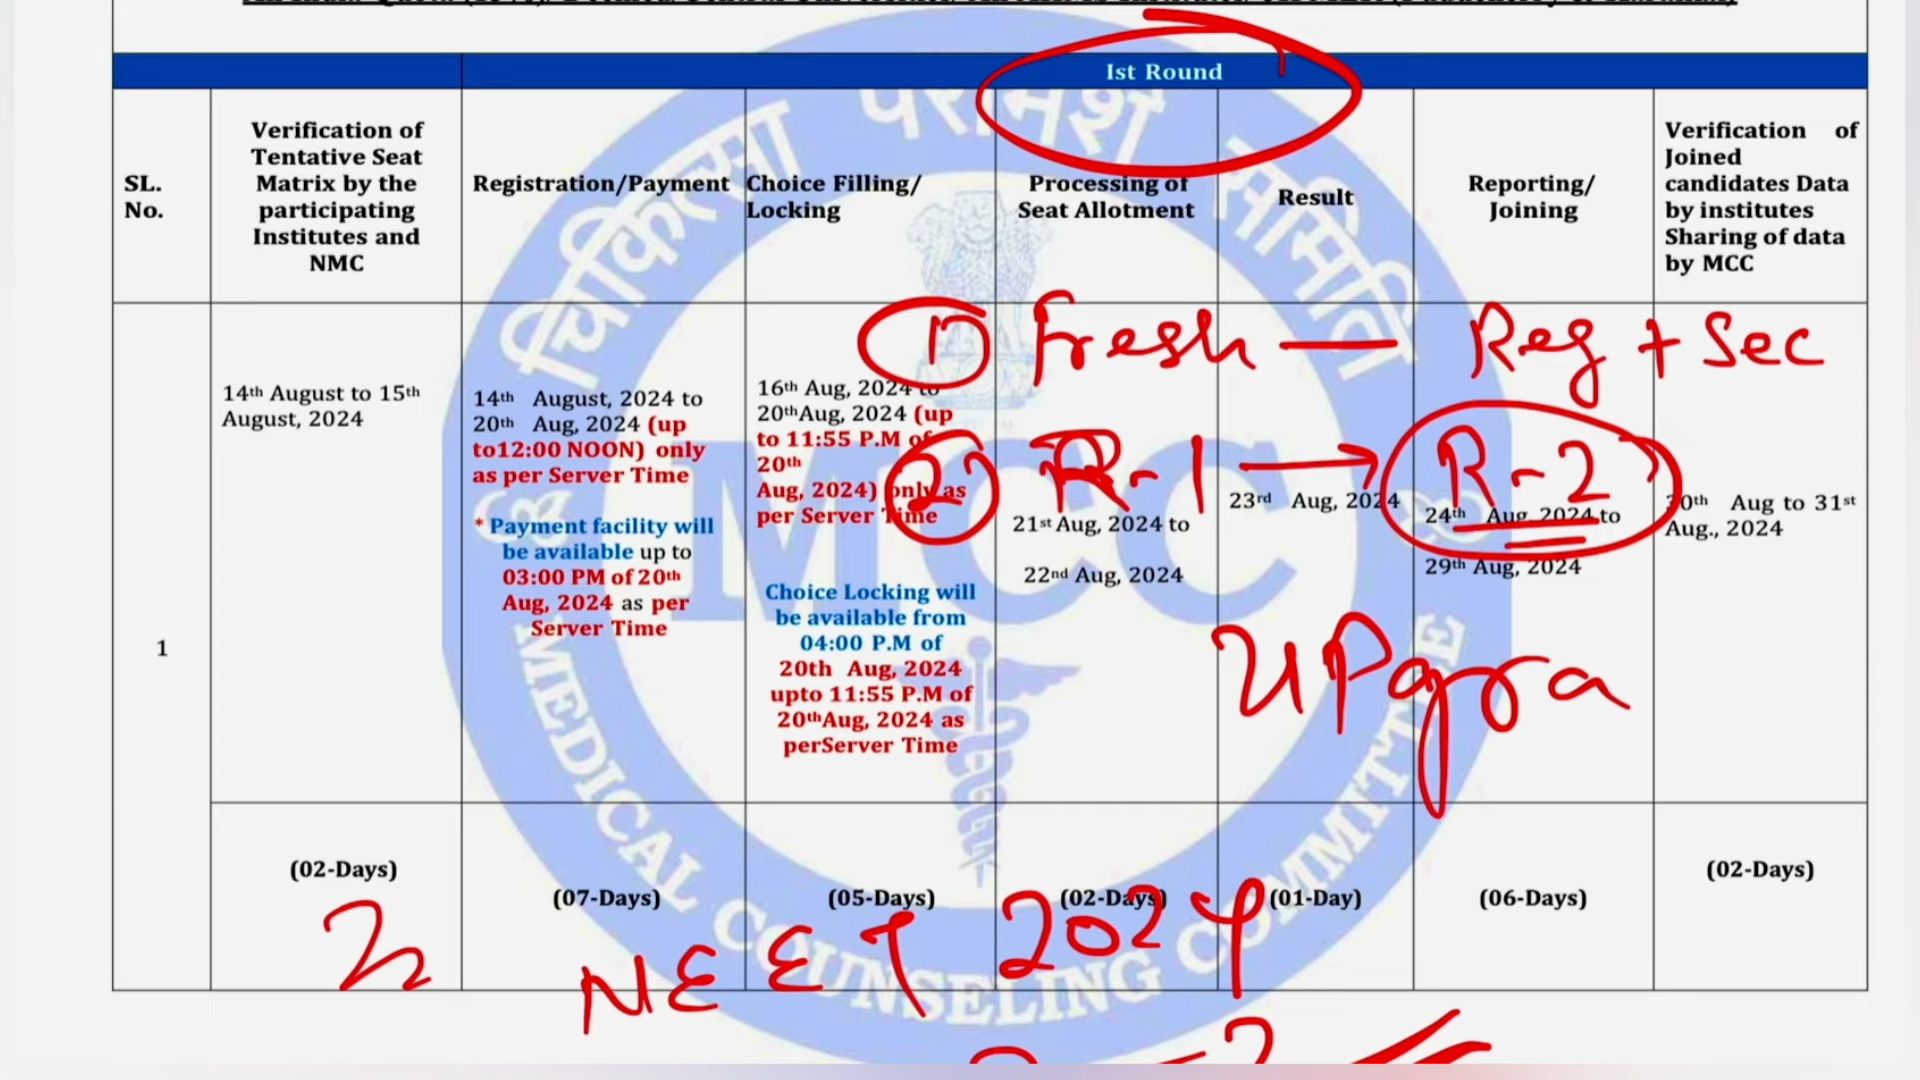 Ist Round
SL.
No.
Verification of
Tentative Seat
Matrix by the
participating
Institutes and
NMC
Registration/Payment
Choice Filling/
Locking
Processing of
Seat Allotment
Result
Reporting/
Joining
Verification of
Joined
candidates Data
by institutes
Sharing of data
by MCC
1
14th August to 15th
August, 2024
14th August, 2024 to
20th Aug, 2024 (up
to12:00 NOON) only
as per Server Time
* Payment facility will
be available up to
03:00 PM of 20th
Aug, 2024 as per
Server Time
16th Aug, 2024 to
20thAug, 2024 (up
to 11:55 P.M of
20th
Aug, 2024) only as
per Server Time
Choice Locking will
be available from
04:00 P.M of
20th Aug, 2024
upto 11:55 P.M of
20thAug, 2024 as
perServer Time
21st Aug, 2024 to
22nd Aug, 2024
23rd Aug, 2024
24th Aug, 2024 to
29th Aug, 2024
30th Aug to 31st
Aug., 2024
(02-Days)
(07-Days)
(05-Days)
(02-Days)
(01-Day)
(06-Days)
(02-Days)
1) Fresh — Reg + Sec
2) R-1 → R-2
UPgra
NEET 2024
चिकित्सा परामर्श समिति
MCC
MEDICAL COUNSELING COMMITTEE